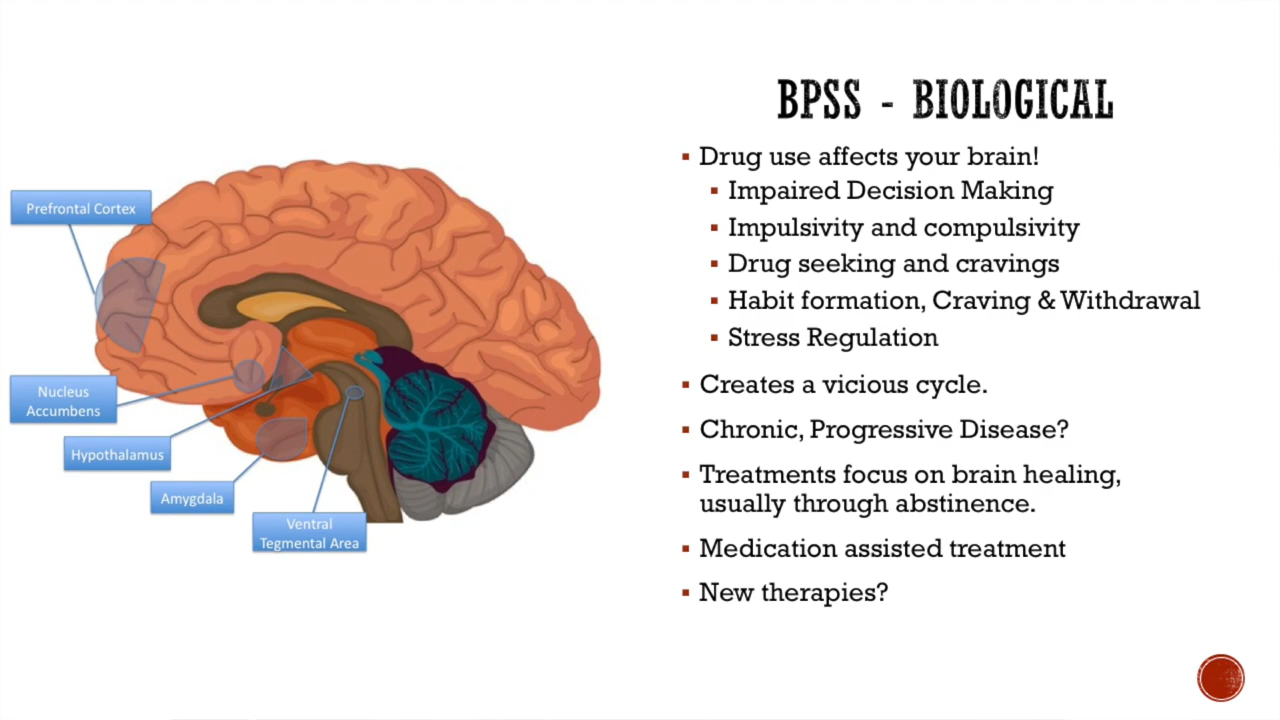 BPSS - BIOLOGICAL
▪ Drug use affects your brain!
▪ Impaired Decision Making
▪ Impulsivity and compulsivity
▪ Drug seeking and cravings
▪ Habit formation, Craving & Withdrawal
▪ Stress Regulation
▪ Creates a vicious cycle.
▪ Chronic, Progressive Disease?
▪ Treatments focus on brain healing,
usually through abstinence.
▪ Medication assisted treatment
▪ New therapies?
Prefrontal Cortex
Nucleus
Accumbens
Hypothalamus
Amygdala
Ventral
Tegmental Area